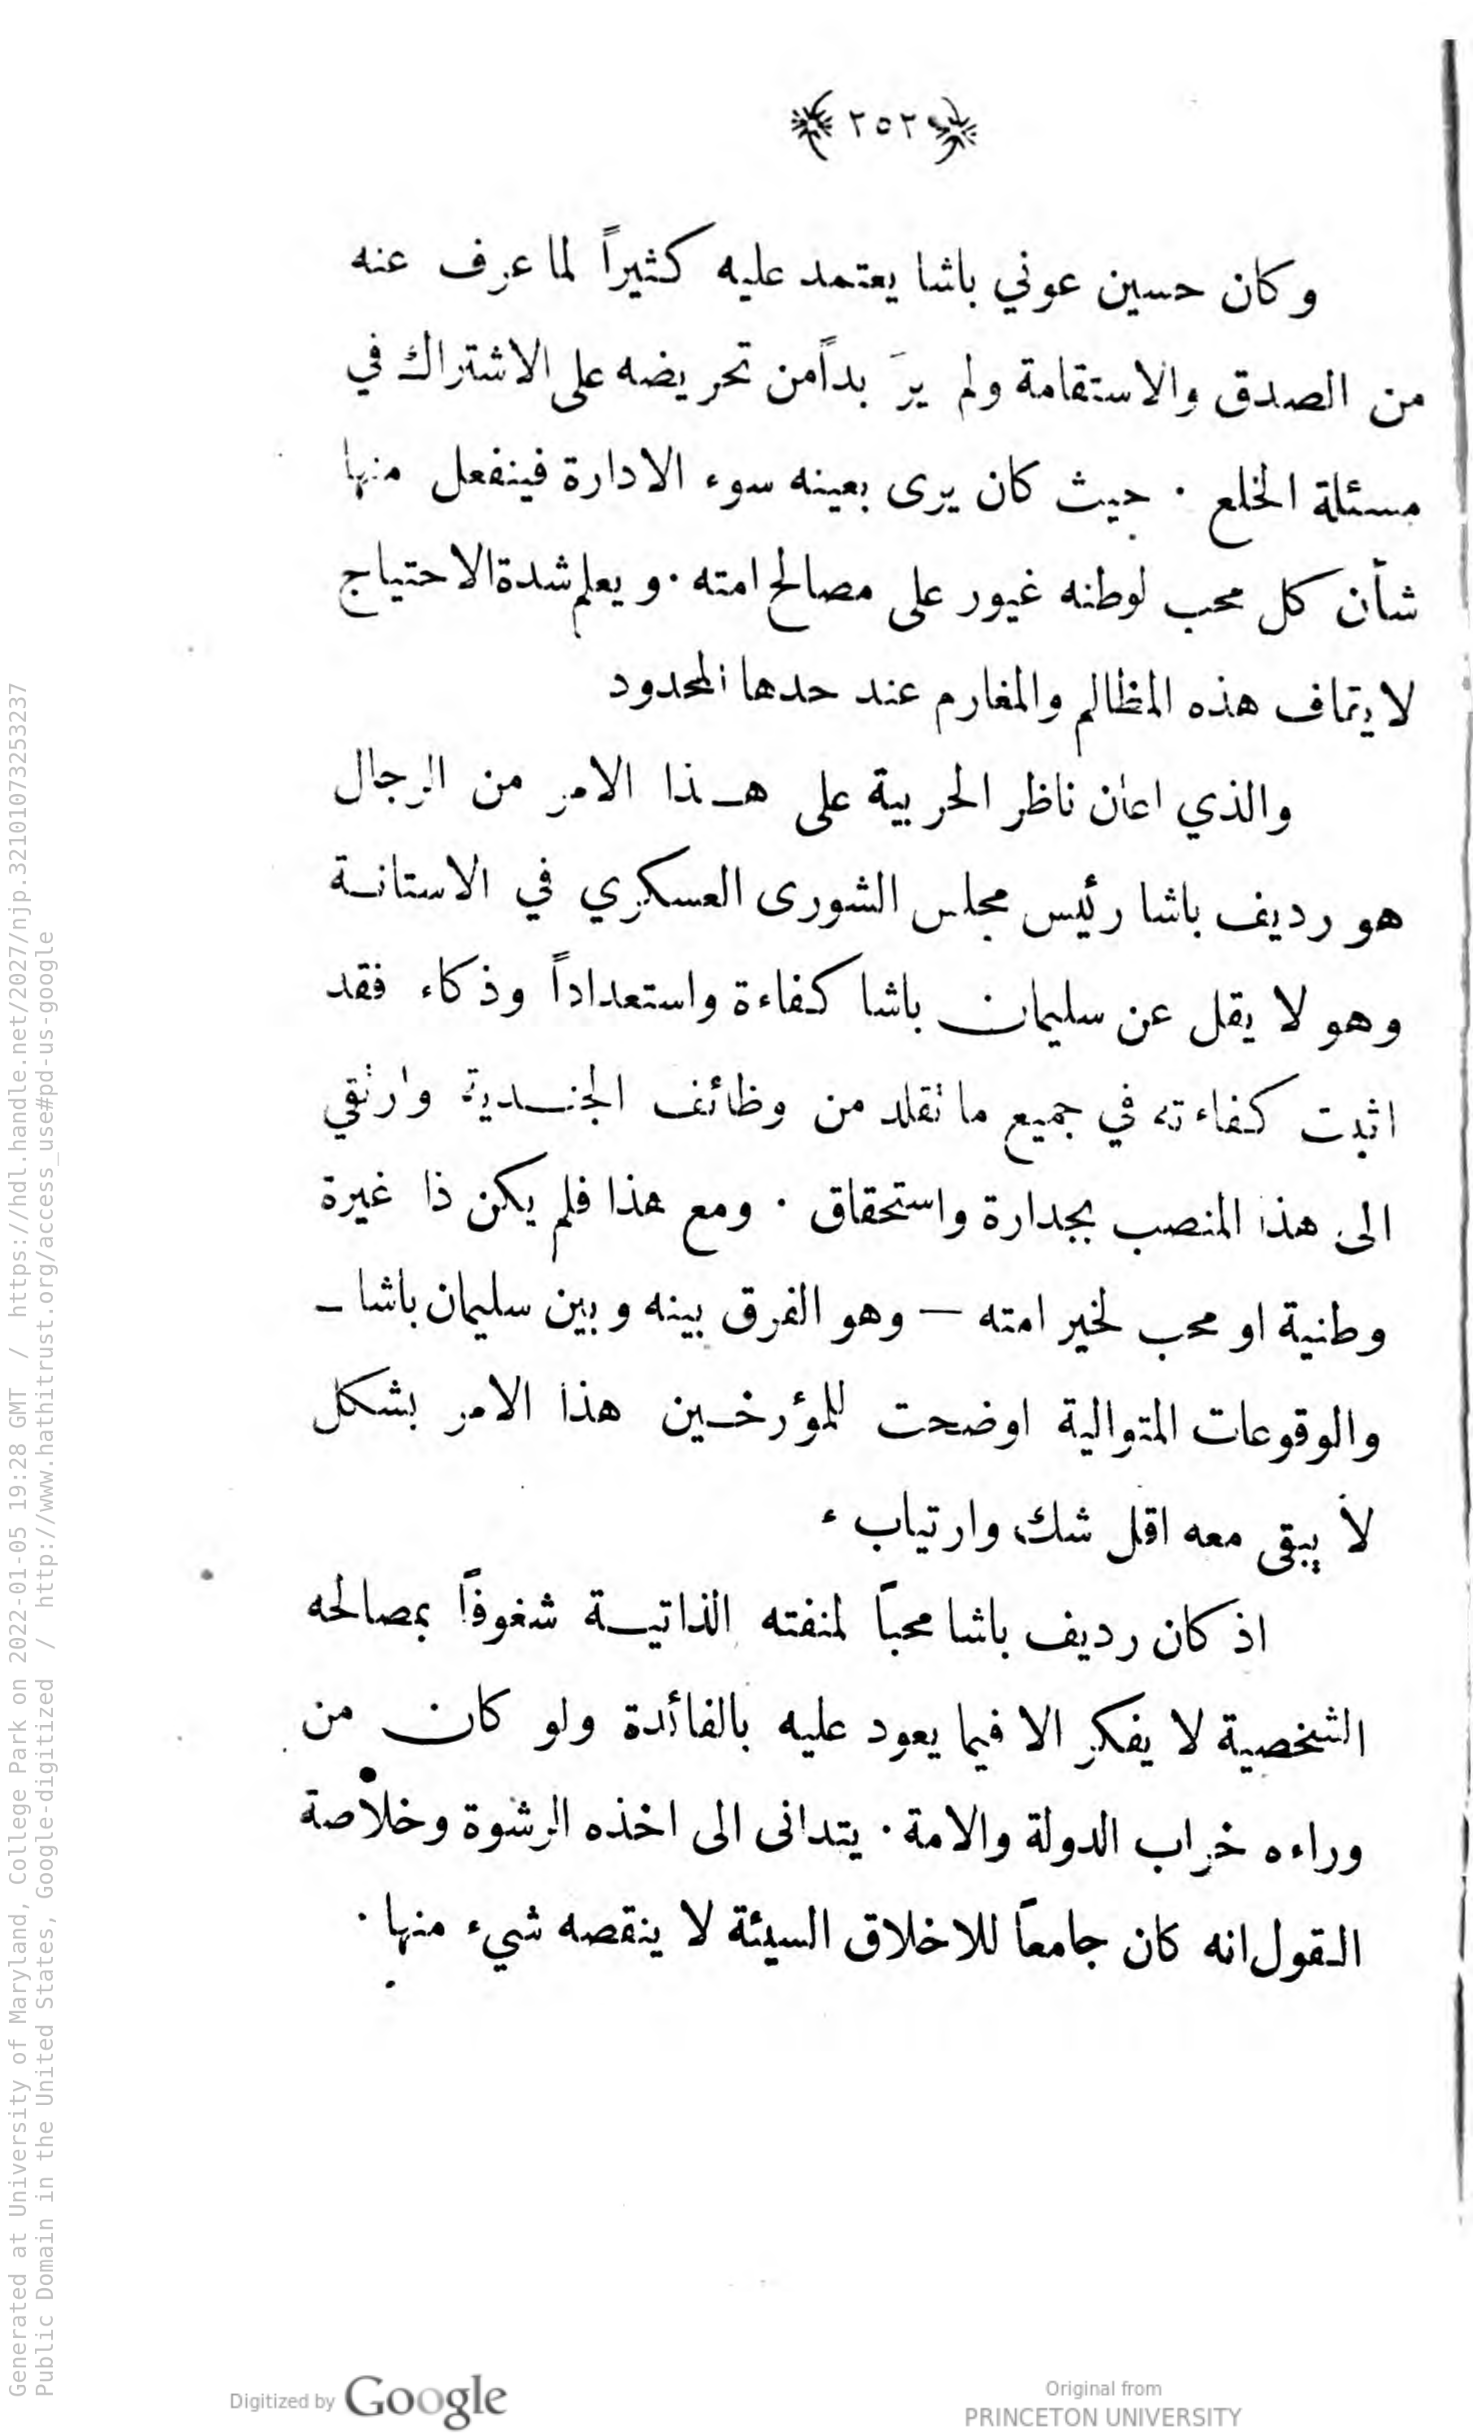 ٢٥٢
وكان حسين عوني باشا يعتمد عليه كثيراً لما عرف عنه
من الصدق والاستقامة ولم يرَ بداً من تحريضه على الاشتراك في
مسئلة الخلع ٠ حيث كان يرى بعينه سوء الادارة فينفعل منها
شأن كل محب لوطنه غيور على مصالح امته ٠ ويعلم شدة الاحتياج
لايقاف هذه المظالم والمغارم عند حدها المحدود
والذي اعان ناظر الحربية على هذا الامر من الرجال
هو رديف باشا رئيس مجلس الشورى العسكري في الاستانة
وهو لا يقل عن سليمان باشا كفاءة واستعداداً وذكاء فقد
اثبت كفاءته في جميع ما تقلد من وظائف الجندية وارتقي
الى هذا المنصب بجدارة واستحقاق ٠ ومع هذا فلم يكن ذا غيرة
وطنية او محب لخير امته — وهو الفرق بينه وبين سليمان باشا —
والوقوعات المتوالية اوضحت للمؤرخين هذا الامر بشكل
لا يبقى معه اقل شك وارتياب ء
اذ كان رديف باشا محباً لمنفته الذاتية شغوفاً بمصالحه
الشخصية لا يفكر الا فيما يعود عليه بالفائدة ولو كان من
وراءه خراب الدولة والامة ٠ يتدانى الى اخذه الرشوة وخلاصة
القول انه كان جامعاً للاخلاق السيئة لا ينقصه شيء منها ٠
Generated at University of Maryland, College Park on 2022-01-05 19:28 GMT / https://hdl.handle.net/2027/njp.32101073253237
Public Domain in the United States, Google-digitized / http://www.hathitrust.org/access_use#pd-us-google
Digitized by Google
Original from
PRINCETON UNIVERSITY